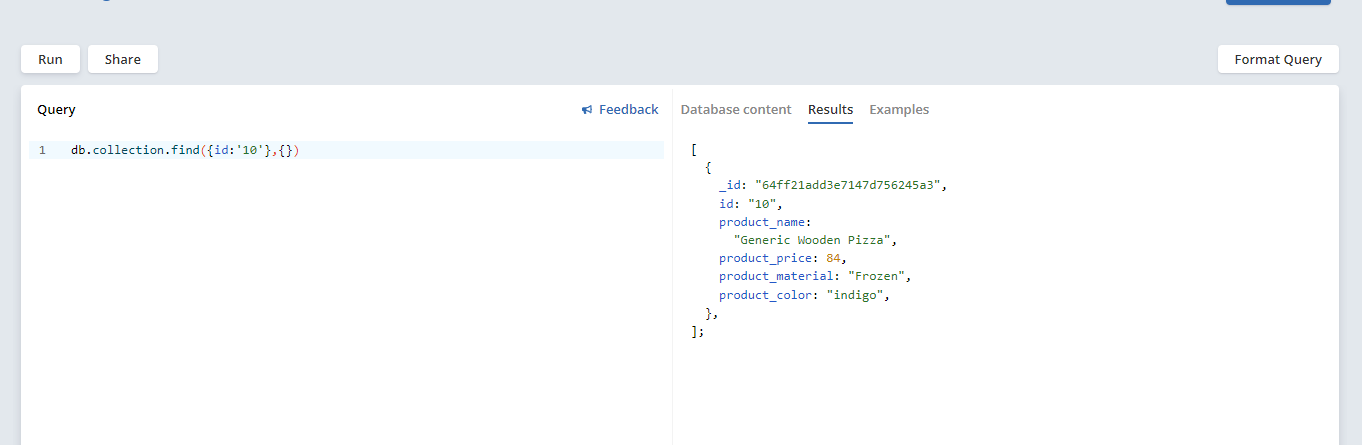 Run Share Format Query
Query Feedback Database content Results Examples
1 db.collection.find({id:'10'},{})
[
{
_id: "64ff21add3e7147d756245a3",
id: "10",
product_name:
"Generic Wooden Pizza",
product_price: 84,
product_material: "Frozen",
product_color: "indigo",
},
];